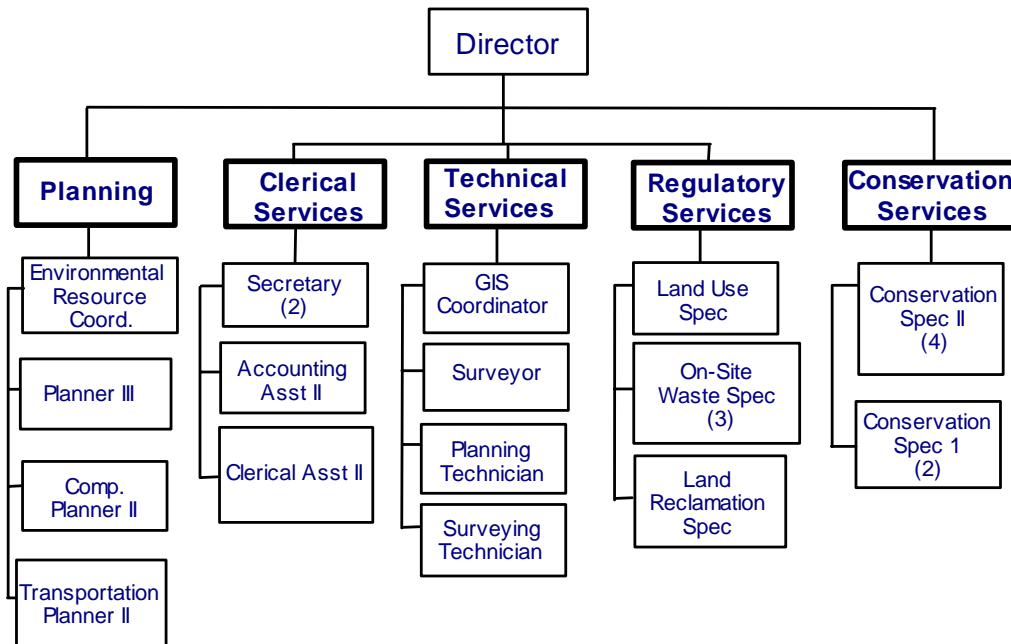 Director
Planning
Clerical
Services
Technical
Services
Regulatory
Services
Conservation
Services
Environmental
Resource
Coord.
Planner III
Comp.
Planner II
Transportation
Planner II
Secretary
(2)
Accounting
Asst II
Clerical Asst II
GIS
Coordinator
Surveyor
Planning
Technician
Surveying
Technician
Land Use
Spec
On-Site
Waste Spec
(3)
Land
Reclamation
Spec
Conservation
Spec II
(4)
Conservation
Spec 1
(2)